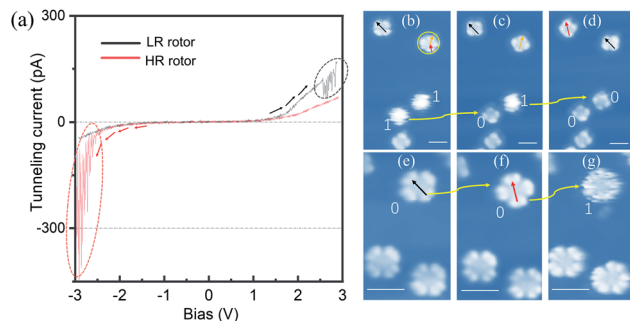 (a)
300
150
0
-300
-3
-2
-1
0
1
2
3
Tunneling current (pA)
Bias (V)
LR rotor
HR rotor
(b)
1
1
(c)
1
0
(d)
0
0
(e)
0
(f)
0
(g)
1